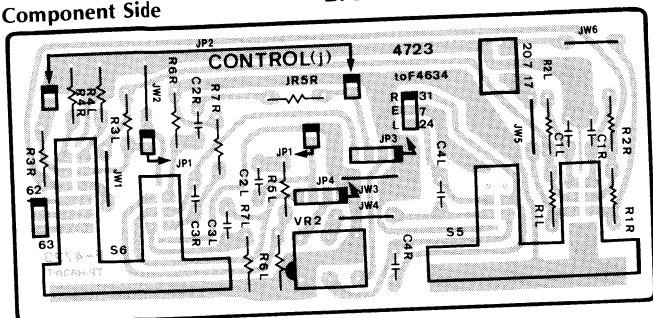 Component Side
JP2
CONTROL(j)
4723
toF4634
JW6
207 17
R2L
R6R
C2R
R7R
JR5R
R 31
E 7
L 24
R4R
R4L
JW2
R3L
JP3
JP1
JP1
C4L
JW5
C1L
C1R
R2R
R3R
JW1
62
63
C2L
R5L
JP4
JW3
JW4
VR2
S6
C3R
C3L
R7L
R6L
C4R
S5
R1L
R1R